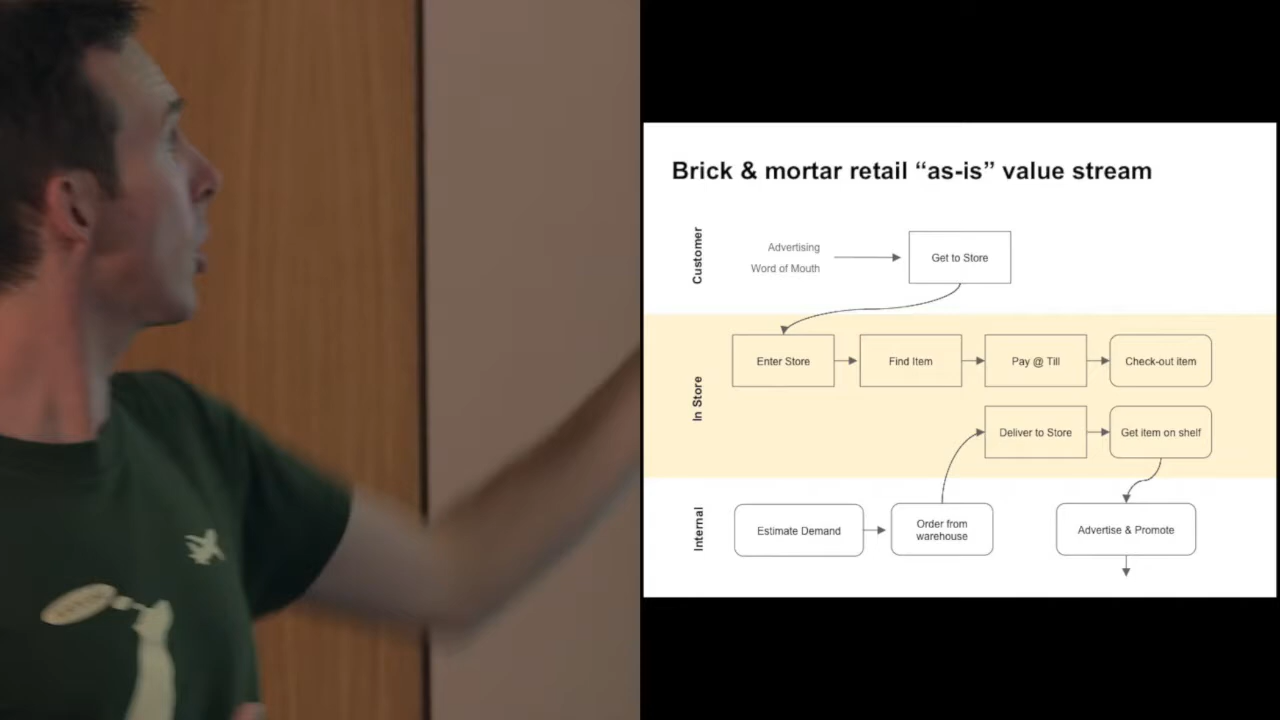 Brick & mortar retail “as-is” value stream
Customer
Advertising
Word of Mouth
Get to Store
In Store
Enter Store
Find Item
Pay @ Till
Check-out item
Deliver to Store
Get item on shelf
Internal
Estimate Demand
Order from
warehouse
Advertise & Promote